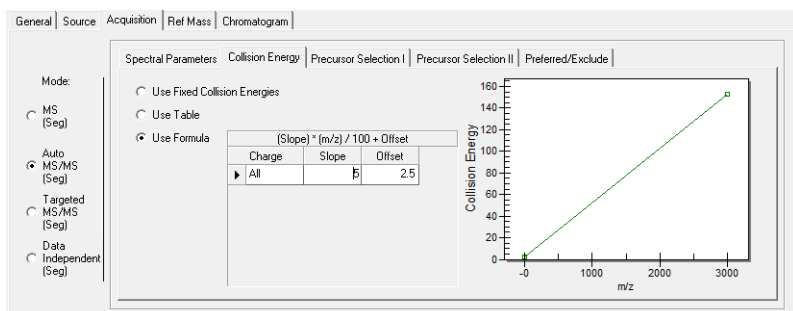 General Source Acquisition Ref Mass Chromatogram
Spectral Parameters Collision Energy Precursor Selection I Precursor Selection II Preferred/Exclude
Mode:
MS
(Seg)
Auto
MS/MS
(Seg)
Targeted
MS/MS
(Seg)
Data
Independent
(Seg)
Use Fixed Collision Energies
Use Table
Use Formula
(Slope) * (m/z) / 100 + Offset
Charge Slope Offset
All 5 2.5
Collision Energy
160
140
120
100
80
60
40
20
0
-0 1000 2000 3000
m/z